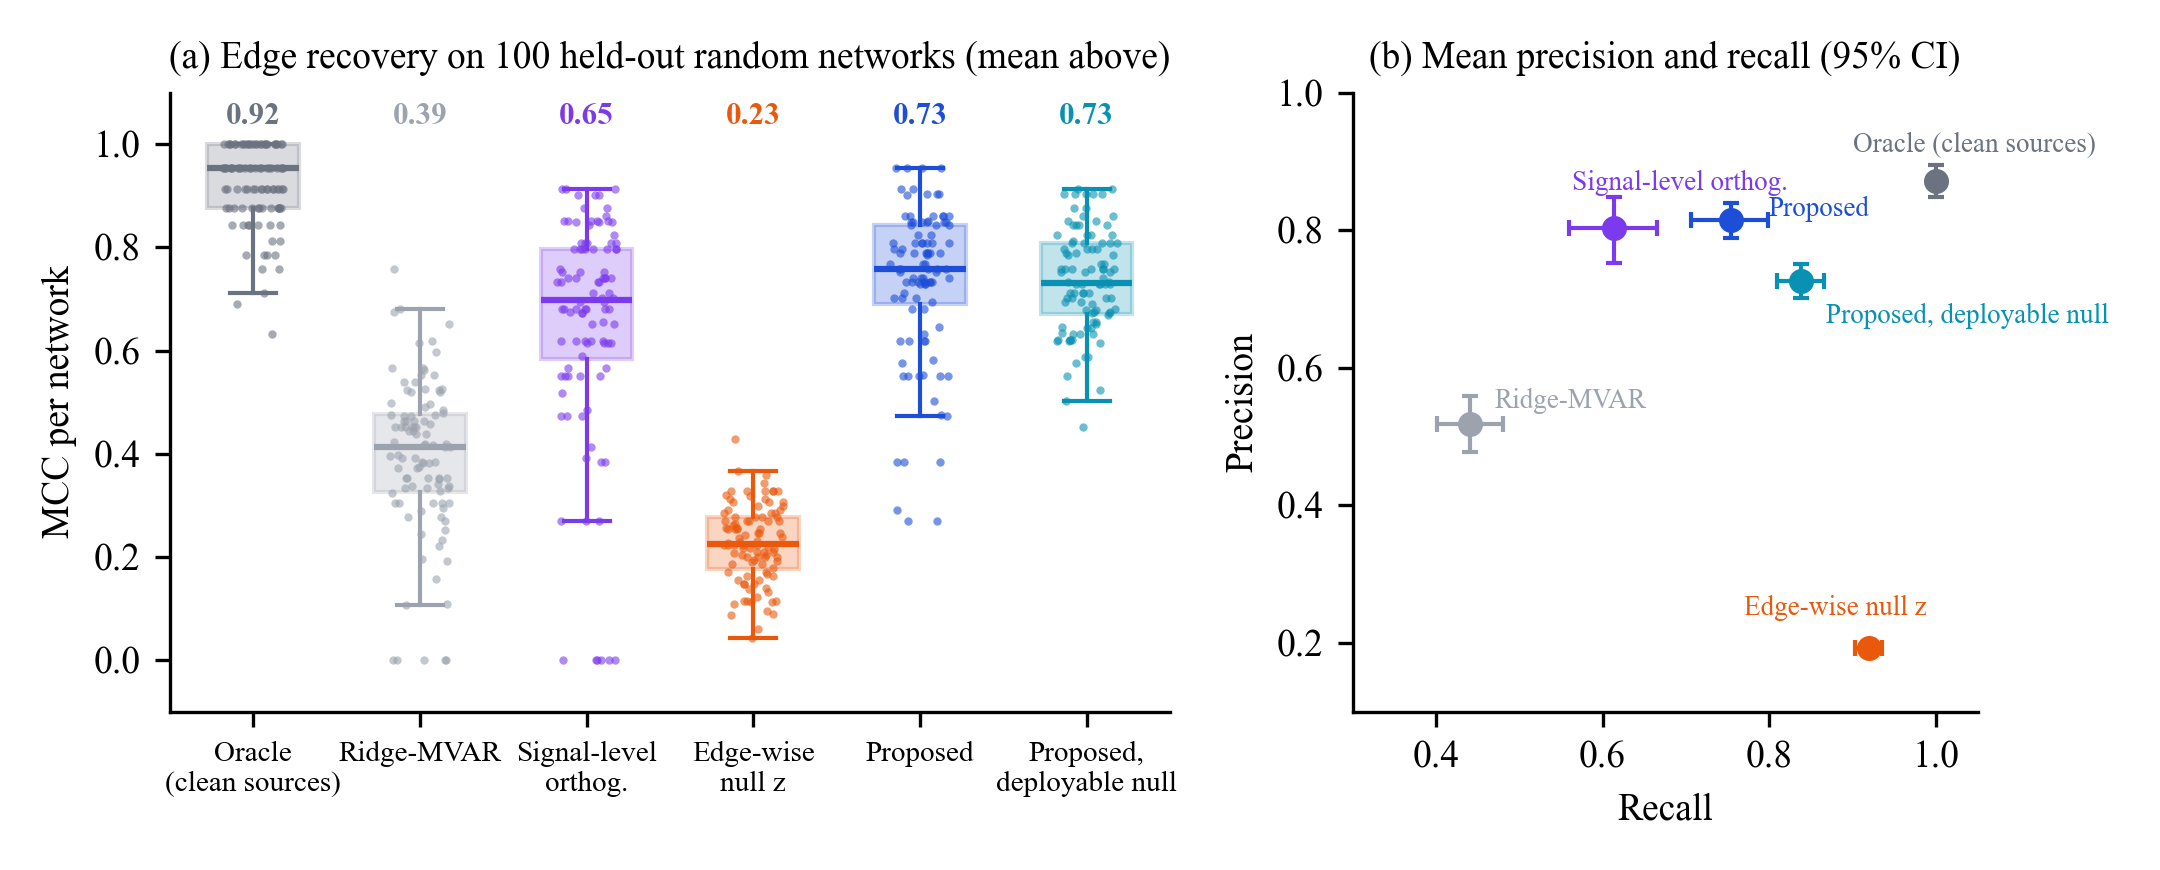 (a) Edge recovery on 100 held-out random networks (mean above)
0.92 0.39 0.65 0.23 0.73 0.73
MCC per network
1.0
0.8
0.6
0.4
0.2
0.0
Oracle
(clean sources)
Ridge-MVAR
Signal-level
orthog.
Edge-wise
null z
Proposed
Proposed,
deployable null
(b) Mean precision and recall (95% CI)
Precision
1.0
0.8
0.6
0.4
0.2
Oracle (clean sources)
Signal-level orthog.
Proposed
Proposed, deployable null
Ridge-MVAR
Edge-wise null z
0.4 0.6 0.8 1.0
Recall